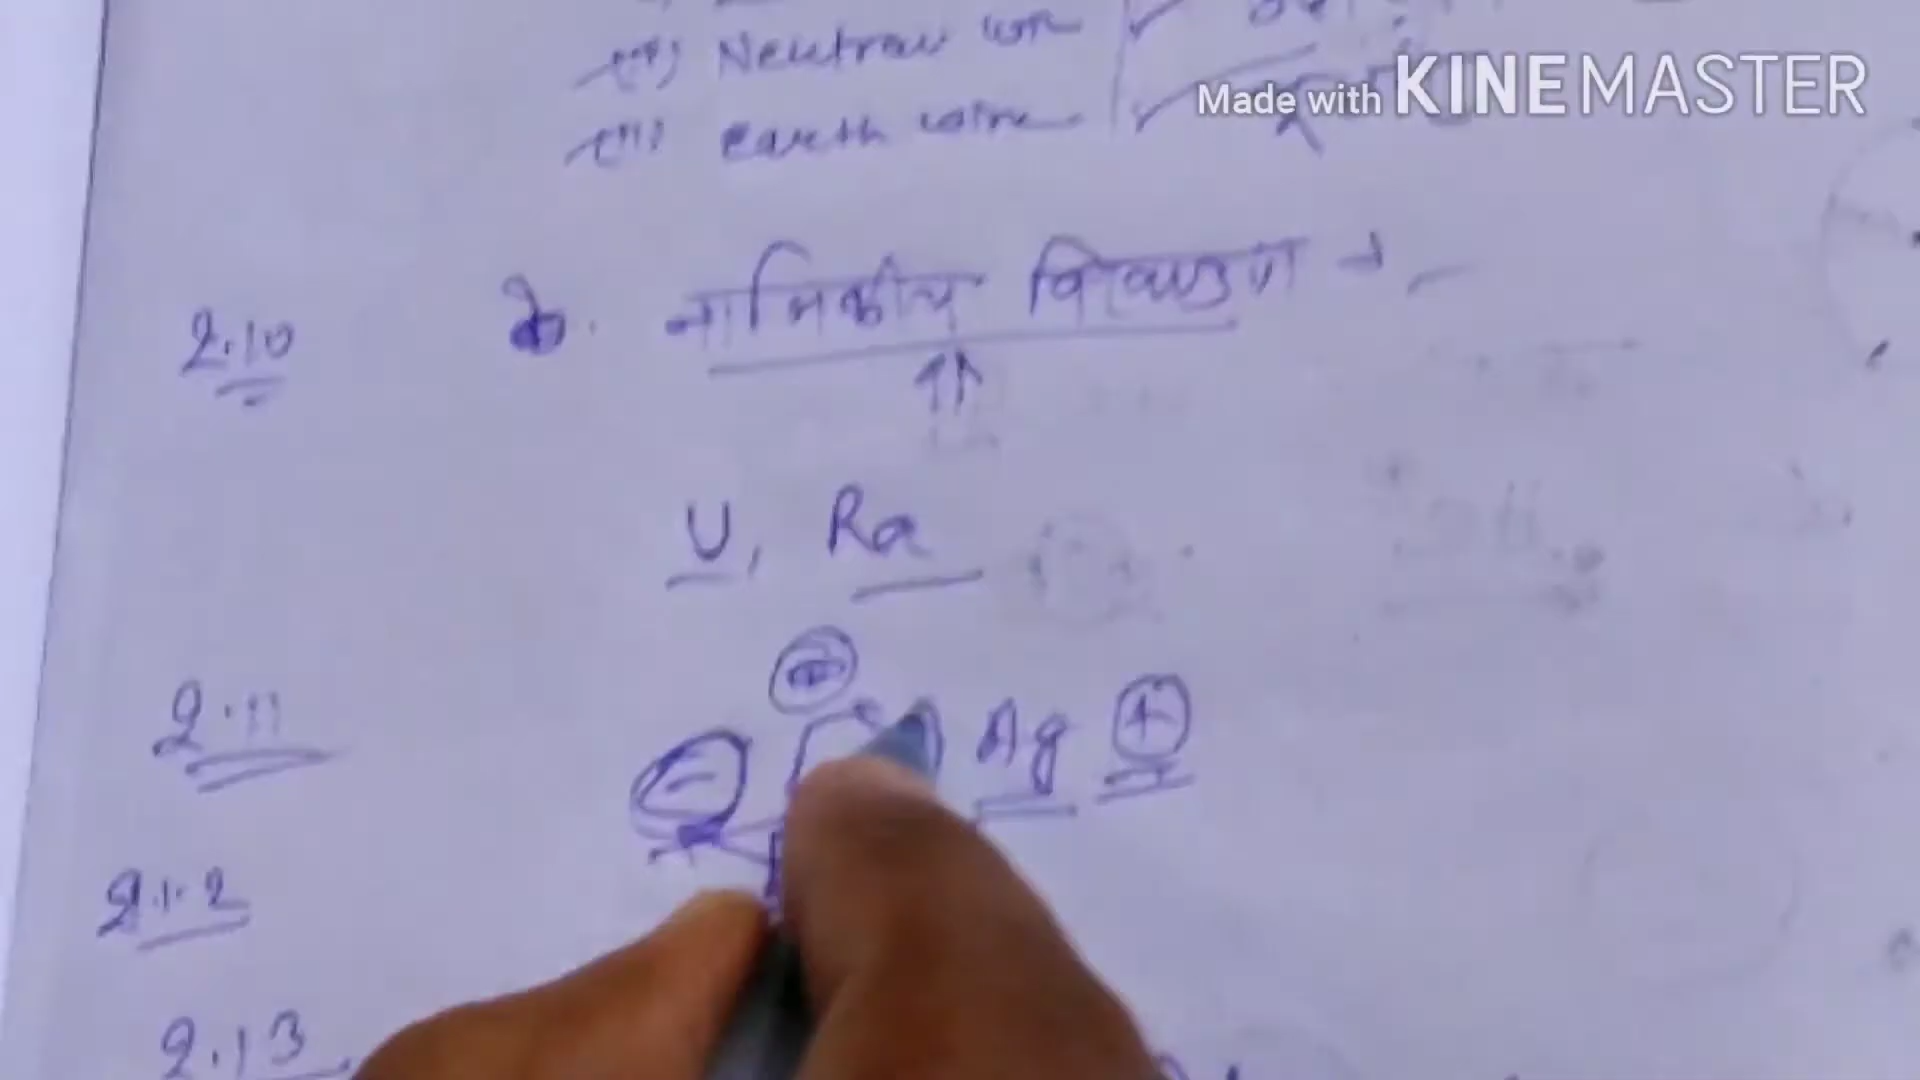 (ii) Neutral wire
Made with KINEMASTER
(iii) earth wire
2.10 के. नाभिकीय विखण्डन →
U, Ra
2.11 Ag +
2.12
2.13